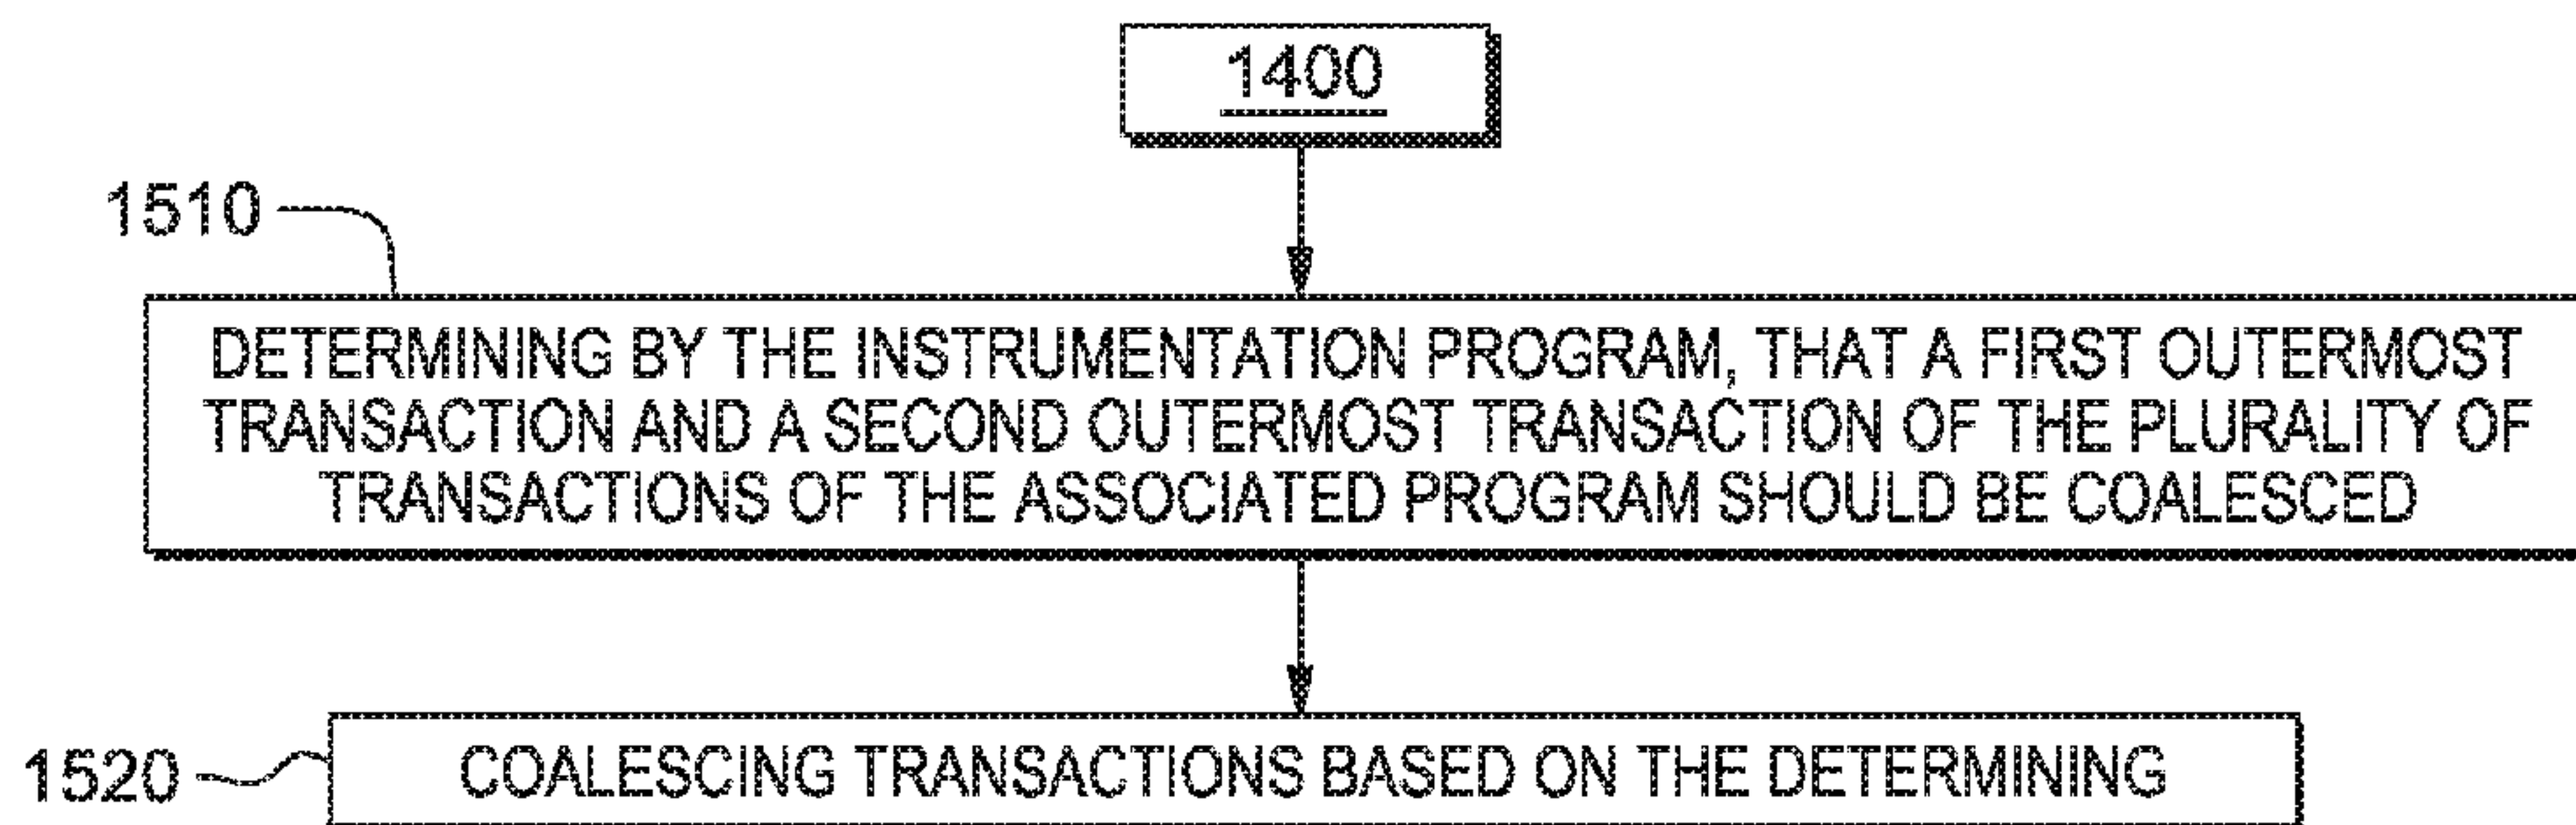 1400
1510
DETERMINING BY THE INSTRUMENTATION PROGRAM, THAT A FIRST OUTERMOST
TRANSACTION AND A SECOND OUTERMOST TRANSACTION OF THE PLURALITY OF
TRANSACTIONS OF THE ASSOCIATED PROGRAM SHOULD BE COALESCED
1520
COALESCING TRANSACTIONS BASED ON THE DETERMINING